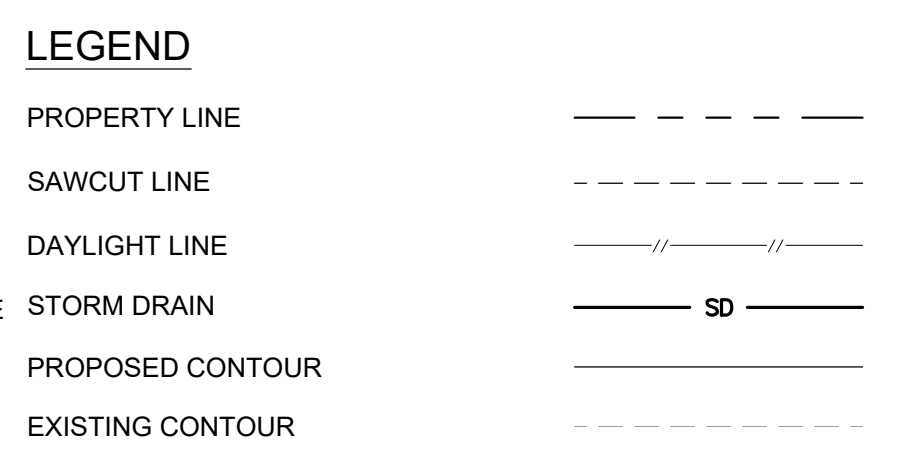 LEGEND
PROPERTY LINE
SAWCUT LINE
DAYLIGHT LINE
STORM DRAIN SD
PROPOSED CONTOUR
EXISTING CONTOUR